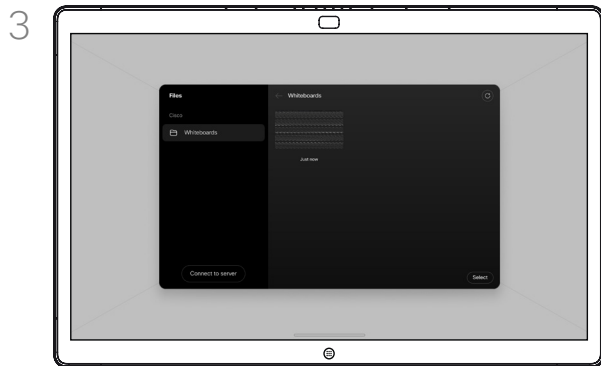 3
Files
Whiteboards
Cisco
Whiteboards
Just now
Connect to server
Select